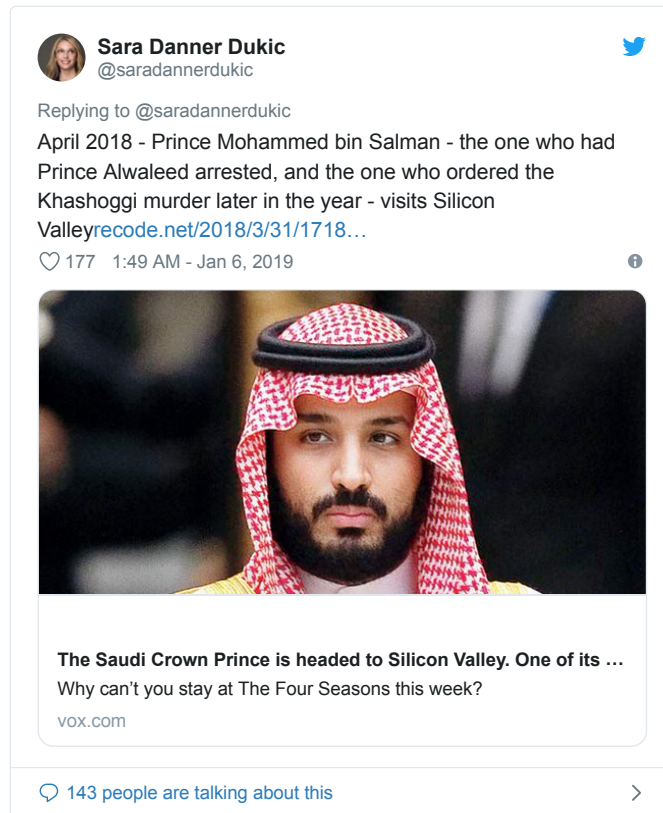 Sara Danner Dukic
@saradannerdukic
Replying to @saradannerdukic
April 2018 - Prince Mohammed bin Salman - the one who had
Prince Alwaleed arrested, and the one who ordered the
Khashoggi murder later in the year - visits Silicon
Valleyrecode.net/2018/3/31/1718…
177 1:49 AM - Jan 6, 2019
The Saudi Crown Prince is headed to Silicon Valley. One of its …
Why can’t you stay at The Four Seasons this week?
vox.com
143 people are talking about this